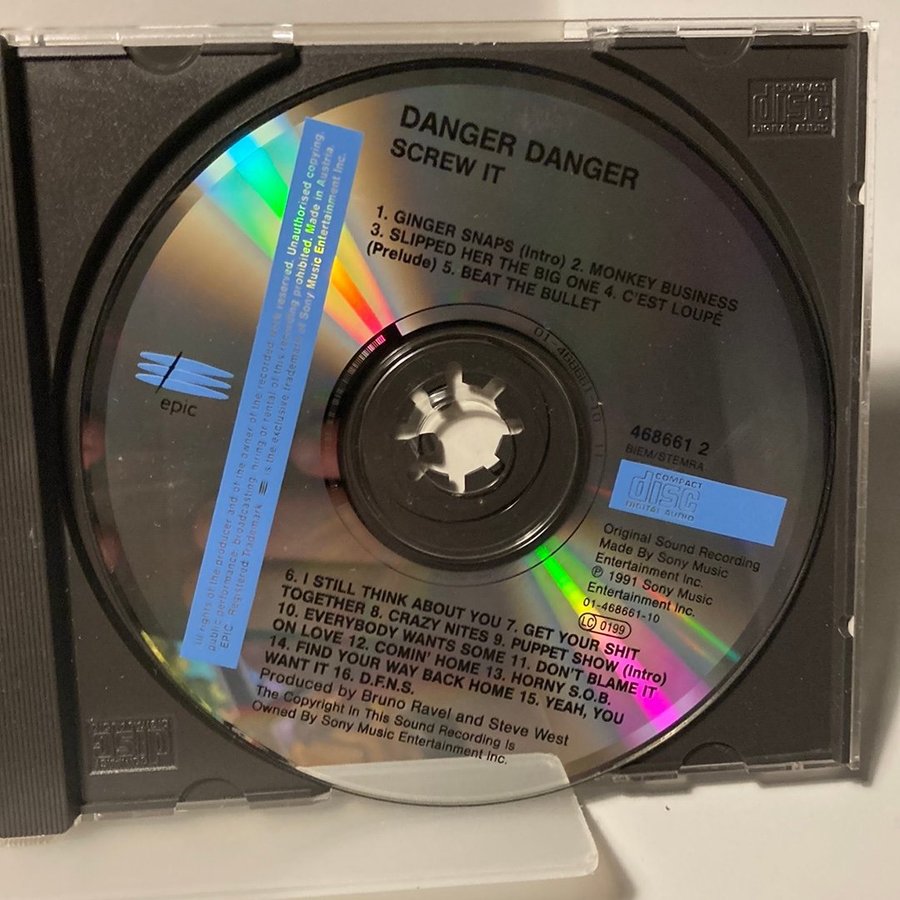 DANGER DANGER
SCREW IT
1. GINGER SNAPS (Intro) 2. MONKEY BUSINESS
3. SLIPPED HER THE BIG ONE 4. C'EST LOUPÉ
(Prelude) 5. BEAT THE BULLET
COMPACT
disc
DIGITAL AUDIO
All rights of the producer and of the owner of the recorded work reserved. Unauthorised copying,
public performance, broadcasting, hiring or rental of this recording prohibited. Made in Austria.
EPIC Registered Trademark is the exclusive trademark of Sony Music Entertainment Inc.
epic
468661 2
BIEM/STEMRA
COMPACT
disc
DIGITAL AUDIO
Original Sound Recording
Made By Sony Music
Entertainment Inc.
℗ 1991 Sony Music
Entertainment Inc.
01-468661-10
LC 0199
6. I STILL THINK ABOUT YOU 7. GET YOUR SHIT
TOGETHER 8. CRAZY NITES 9. PUPPET SHOW (Intro)
10. EVERYBODY WANTS SOME 11. DON'T BLAME IT
ON LOVE 12. COMIN' HOME 13. HORNY S.O.B.
14. FIND YOUR WAY BACK HOME 15. YEAH, YOU
WANT IT 16. D.F.N.S.
Produced by Bruno Ravel and Steve West
The Copyright In This Sound Recording Is
Owned By Sony Music Entertainment Inc.